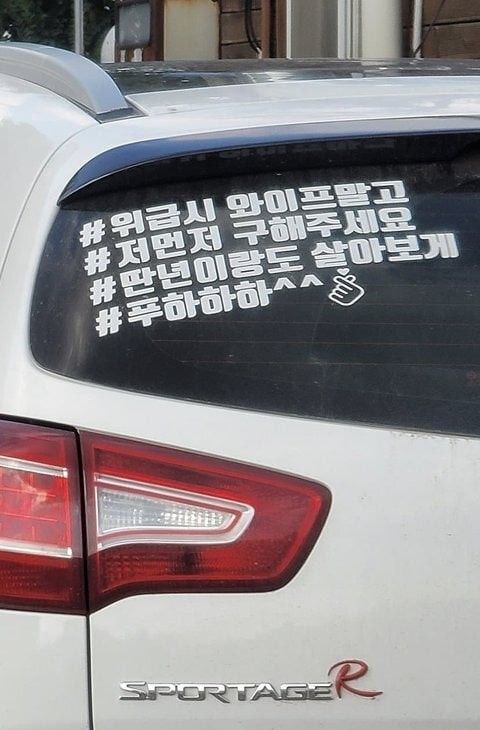 #위급시 와이프말고
#저먼저 구해주세요
#딴년이랑도 살아보게
#푸하하하^^
SPORTAGE R